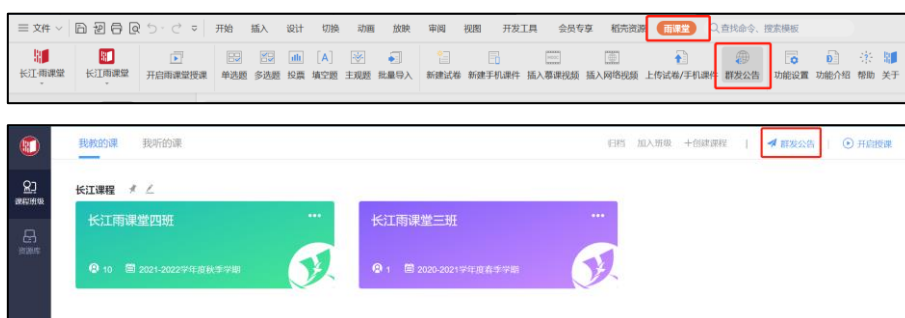 三 文件 开始 插入 设计 切换 动画 放映 审阅 视图 开发工具 会员专享 稻壳资源 雨课堂 查找命令、搜索模板
长江·雨课堂 长江雨课堂 开启雨课堂授课 单选题 多选题 投票 填空题 主观题 批量导入 新建试卷 新建手机课件 插入慕课视频 插入网络视频 上传试卷/手机课件 群发公告 功能设置 功能介绍 帮助 关于
我教的课 我听的课 归档 加入班级 +创建课程 | 群发公告 | 开启授课
课程班级
长江课程
资源库
长江雨课堂四班 ••• 长江雨课堂三班 •••
10 2021-2022学年度秋季学期 1 2020-2021学年度春季学期